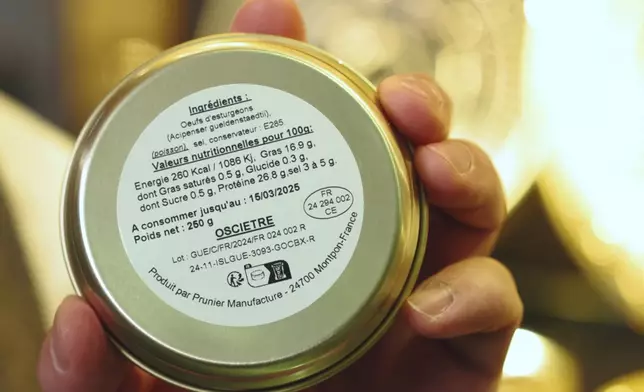 Ingrédients :
Oeufs d'esturgeons
(Acipenser gueldenstaedtii),
(poisson) sel, conservateur : E285.
Valeurs nutritionnelles pour 100g:
Energie 260 Kcal / 1086 Kj, Gras 16.9 g,
dont Gras saturés 0.5 g, Glucide 0.3 g,
dont Sucre 0.5 g, Protéine 26.8 g,sel 3 à 5 g.
A consommer jusqu'au : 15/03/2025
Poids net : 250 g
FR
24 294 002
CE
OSCIETRE
Lot : GUE/C/FR/2024/FR 024 002 R
24-11-ISLGUE-3093-GOCBX-R
Produit par Prunier Manufacture - 24700 Montpon-France